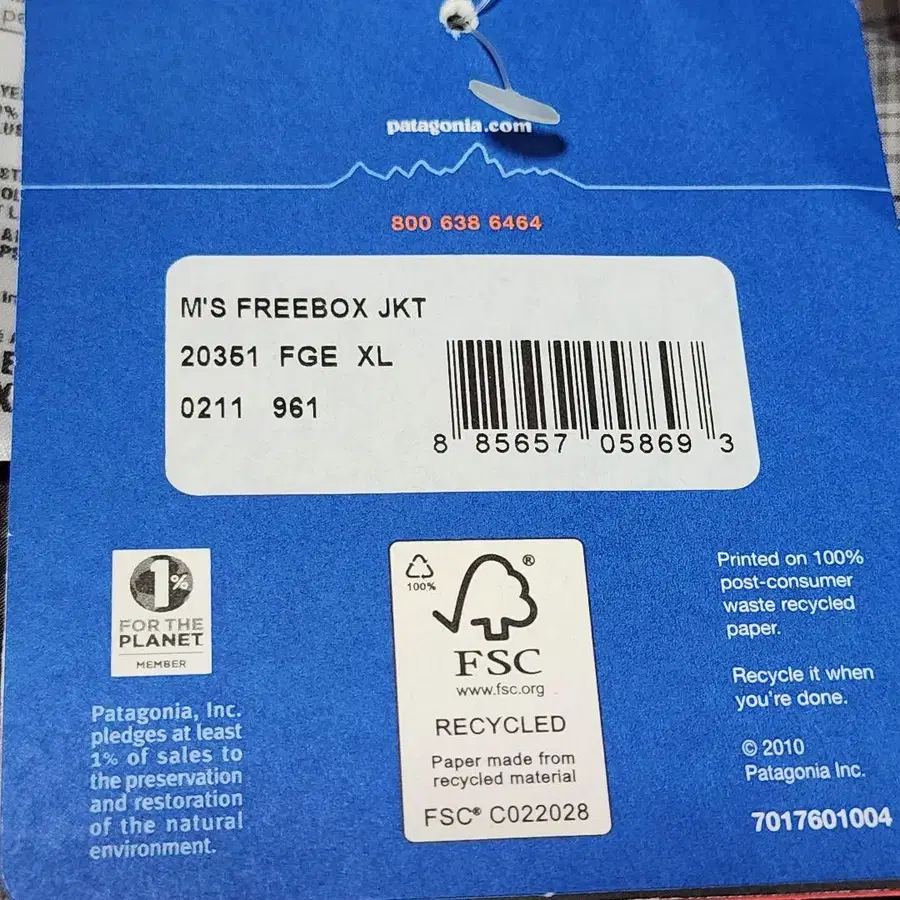 patagonia.com
800 638 6464
M'S FREEBOX JKT
20351 FGE XL
0211 961
8 85657 05869 3
1%
FOR THE
PLANET
MEMBER
Patagonia, Inc.
pledges at least
1% of sales to
the preservation
and restoration
of the natural
environment.
100%
®
FSC
www.fsc.org
RECYCLED
Paper made from
recycled material
FSC® C022028
Printed on 100%
post-consumer
waste recycled
paper.
Recycle it when
you're done.
© 2010
Patagonia Inc.
7017601004